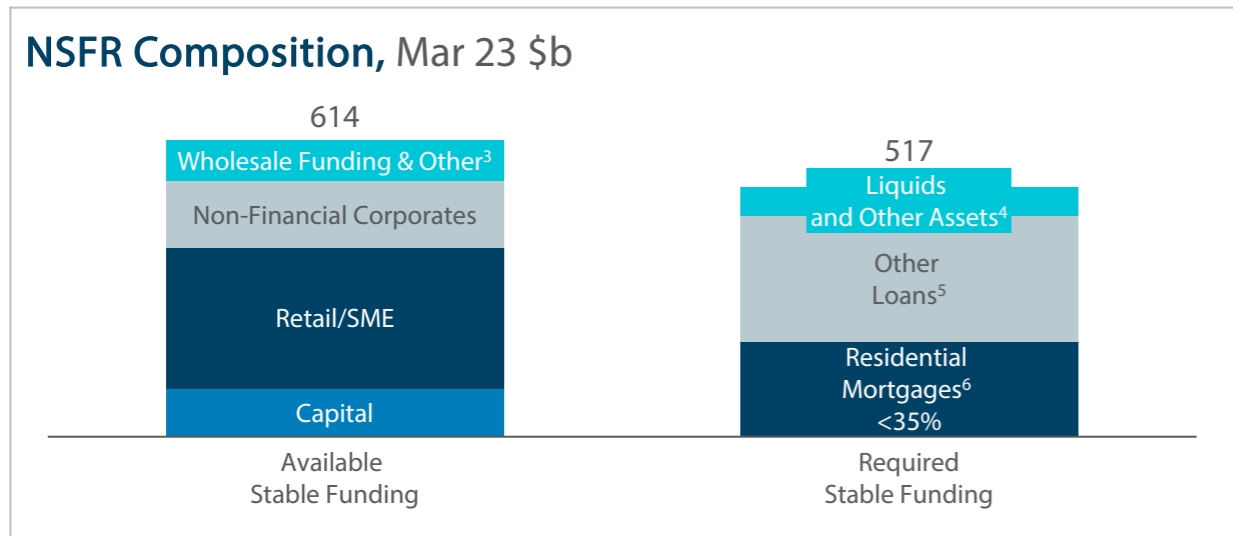 NSFR Composition, Mar 23 $b
614
Wholesale Funding & Other³
Non-Financial Corporates
Retail/SME
Capital
Available
Stable Funding
517
Liquids
and Other Assets⁴
Other
Loans⁵
Residential
Mortgages⁶
<35%
Required
Stable Funding